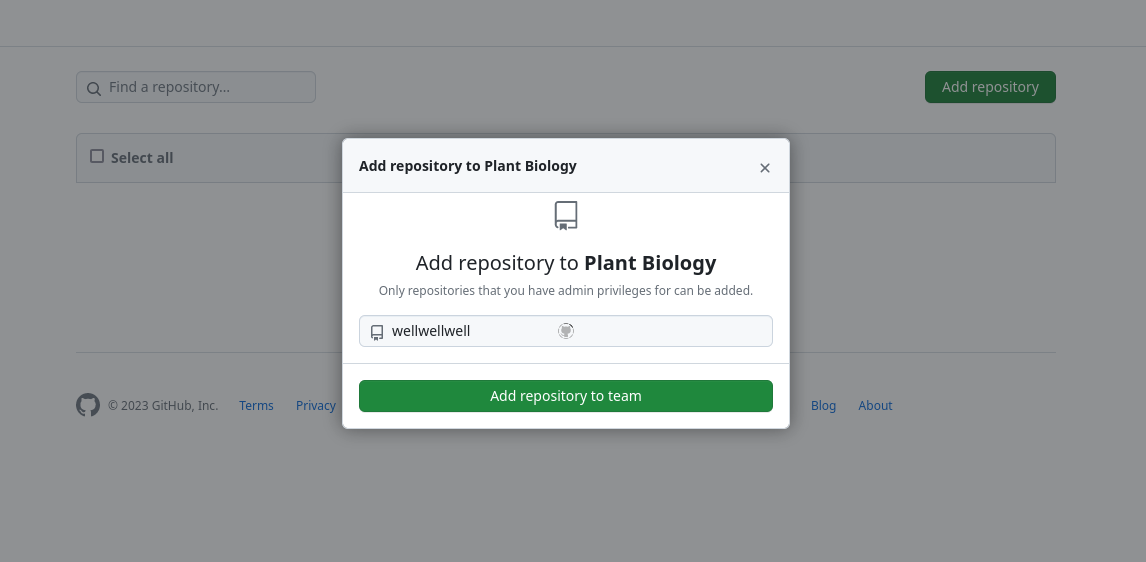 Find a repository...
Add repository
Select all
Add repository to Plant Biology
Add repository to Plant Biology
Only repositories that you have admin privileges for can be added.
wellwellwell
Add repository to team
© 2023 GitHub, Inc. Terms Privacy Blog About